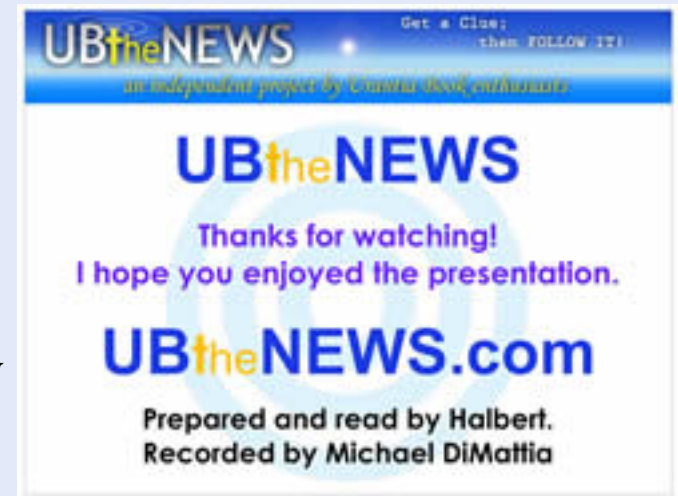 UBtheNEWS
Get a Clue;
then FOLLOW IT!
an independent project by Urantia Book enthusiasts
UBtheNEWS
Thanks for watching!
I hope you enjoyed the presentation.
UBtheNEWS.com
Prepared and read by Halbert.
Recorded by Michael DiMattia